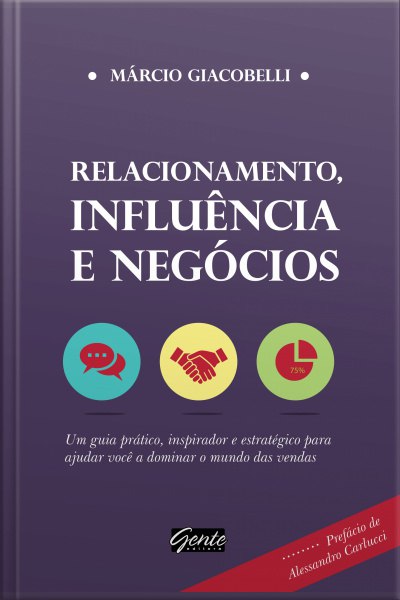 • MÁRCIO GIACOBELLI •
RELACIONAMENTO,
INFLUÊNCIA
E NEGÓCIOS
75%
Um guia prático, inspirador e estratégico para
ajudar você a dominar o mundo das vendas
Gente
editora
........ Prefácio de
Alessandro Carlucci